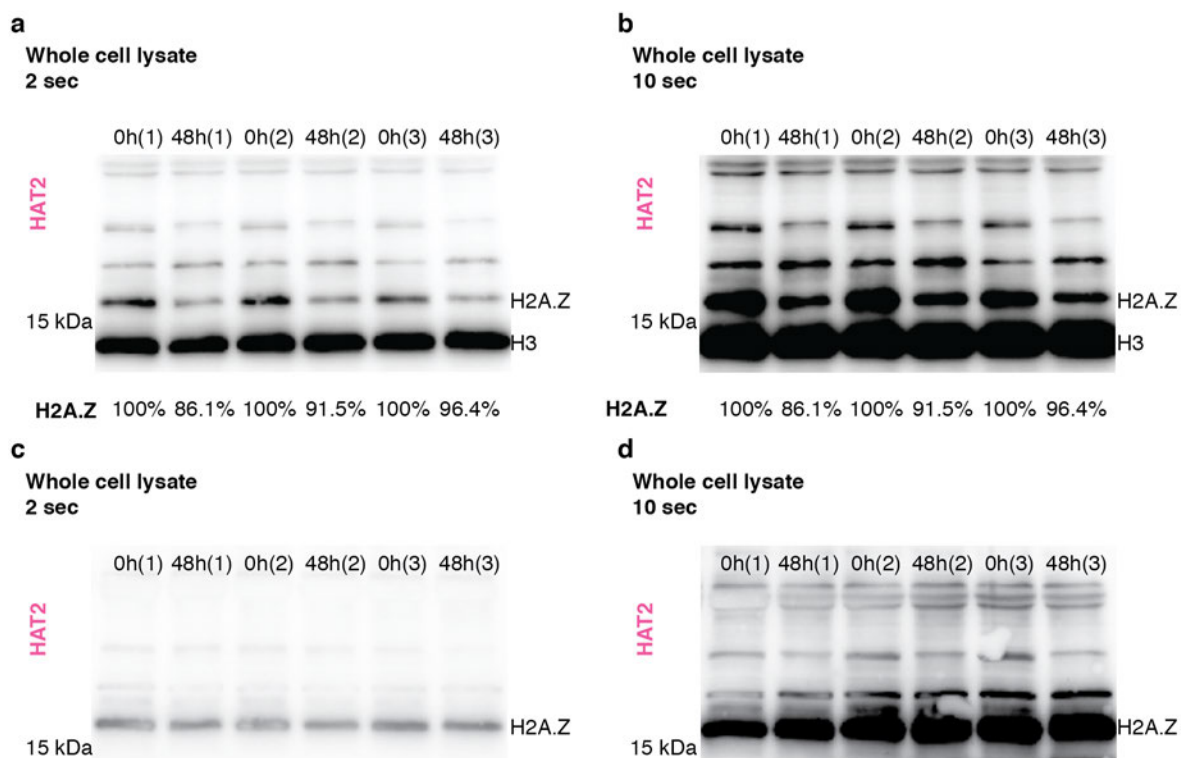 a
Whole cell lysate
2 sec
0h(1) 48h(1) 0h(2) 48h(2) 0h(3) 48h(3)
HAT2
H2A.Z
15 kDa
H3
H2A.Z 100% 86.1% 100% 91.5% 100% 96.4%
b
Whole cell lysate
10 sec
0h(1) 48h(1) 0h(2) 48h(2) 0h(3) 48h(3)
HAT2
H2A.Z
15 kDa
H3
H2A.Z 100% 86.1% 100% 91.5% 100% 96.4%
c
Whole cell lysate
2 sec
0h(1) 48h(1) 0h(2) 48h(2) 0h(3) 48h(3)
HAT2
H2A.Z
15 kDa
d
Whole cell lysate
10 sec
0h(1) 48h(1) 0h(2) 48h(2) 0h(3) 48h(3)
HAT2
H2A.Z
15 kDa